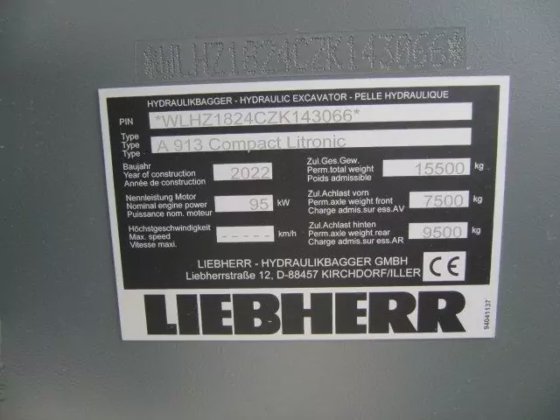 *WLHZ1824CZK143066*
HYDRAULIKBAGGER - HYDRAULIC EXCAVATOR - PELLE HYDRAULIQUE
PIN *WLHZ1824CZK143066*
Type
Type A 913 Compact Litronic
Type
Baujahr
Year of construction 2022
Année de construction
Nennleistung Motor
Nominal engine power 95 kW
Puissance nom. moteur
Höchstgeschwindigkeit
Max. speed ----- km/h
Vitesse maxi.
Zul.Ges.Gew.
Perm.total weight 15500 kg
Poids admissible
Zul.Achlast vorn
Perm.axle weight front 7500 kg
Charge admis.sur ess.AV
Zul.Achlast hinten
Perm.axle weight rear 9500 kg
Charge admis.sur ess.AR
LIEBHERR - HYDRAULIKBAGGER GMBH
Liebherrstraße 12, D-88457 KIRCHDORF/ILLER
CE
LIEBHERR
94041137